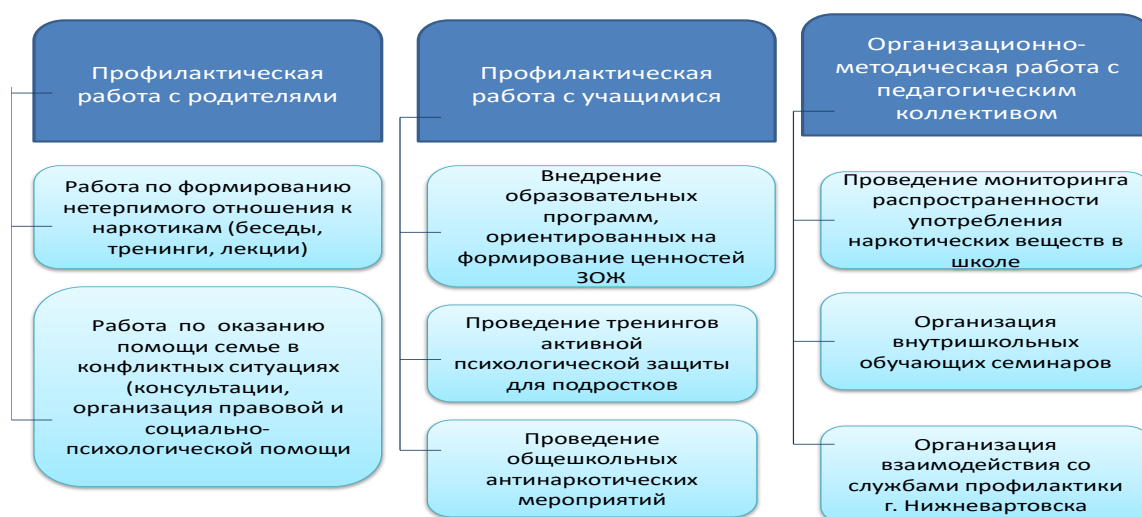 Профилактическая
работа с родителями
Работа по формированию
нетерпимого отношения к
наркотикам (беседы,
тренинги, лекции)
Работа по оказанию
помощи семье в
конфликтных ситуациях
(консультации,
организация правовой и
социально-
психологической помощи
Профилактическая
работа с учащимися
Внедрение
образовательных
программ,
ориентированных на
формирование ценностей
ЗОЖ
Проведение тренингов
активной
психологической защиты
для подростков
Проведение
общешкольных
антинаркотических
мероприятий
Организационно-
методическая работа с
педагогическим
коллективом
Проведение мониторинга
распространенности
употребления
наркотических веществ в
школе
Организация
внутришкольных
обучающих семинаров
Организация
взаимодействия со
службами профилактики
г. Нижневартовска